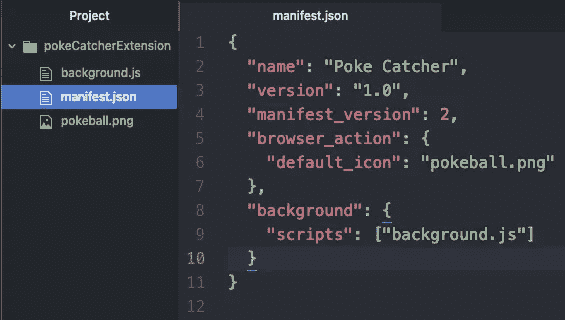 Project
pokeCatcherExtension
background.js
manifest.json
pokeball.png
manifest.json
1 {
2   "name": "Poke Catcher",
3   "version": "1.0",
4   "manifest_version": 2,
5   "browser_action": {
6     "default_icon": "pokeball.png"
7   },
8   "background": {
9     "scripts": ["background.js"]
10   }
11 }
12